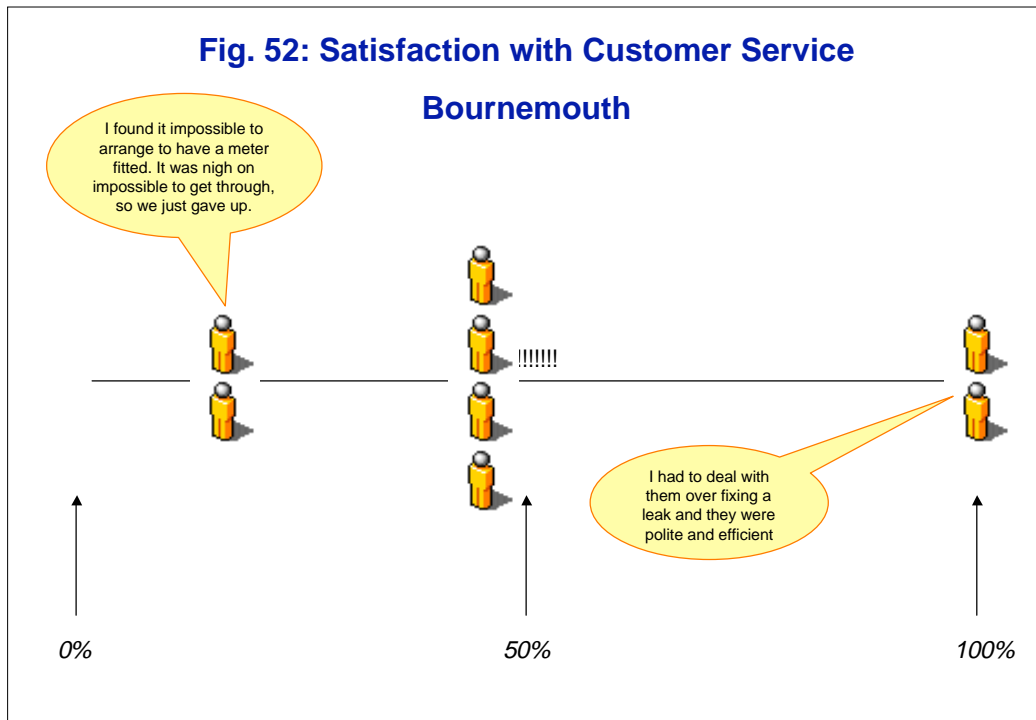 Fig. 52: Satisfaction with Customer Service
Bournemouth
I found it impossible to
arrange to have a meter
fitted. It was nigh on
impossible to get through,
so we just gave up.
!!!!!!!
I had to deal with
them over fixing a
leak and they were
polite and efficient
0%
50%
100%